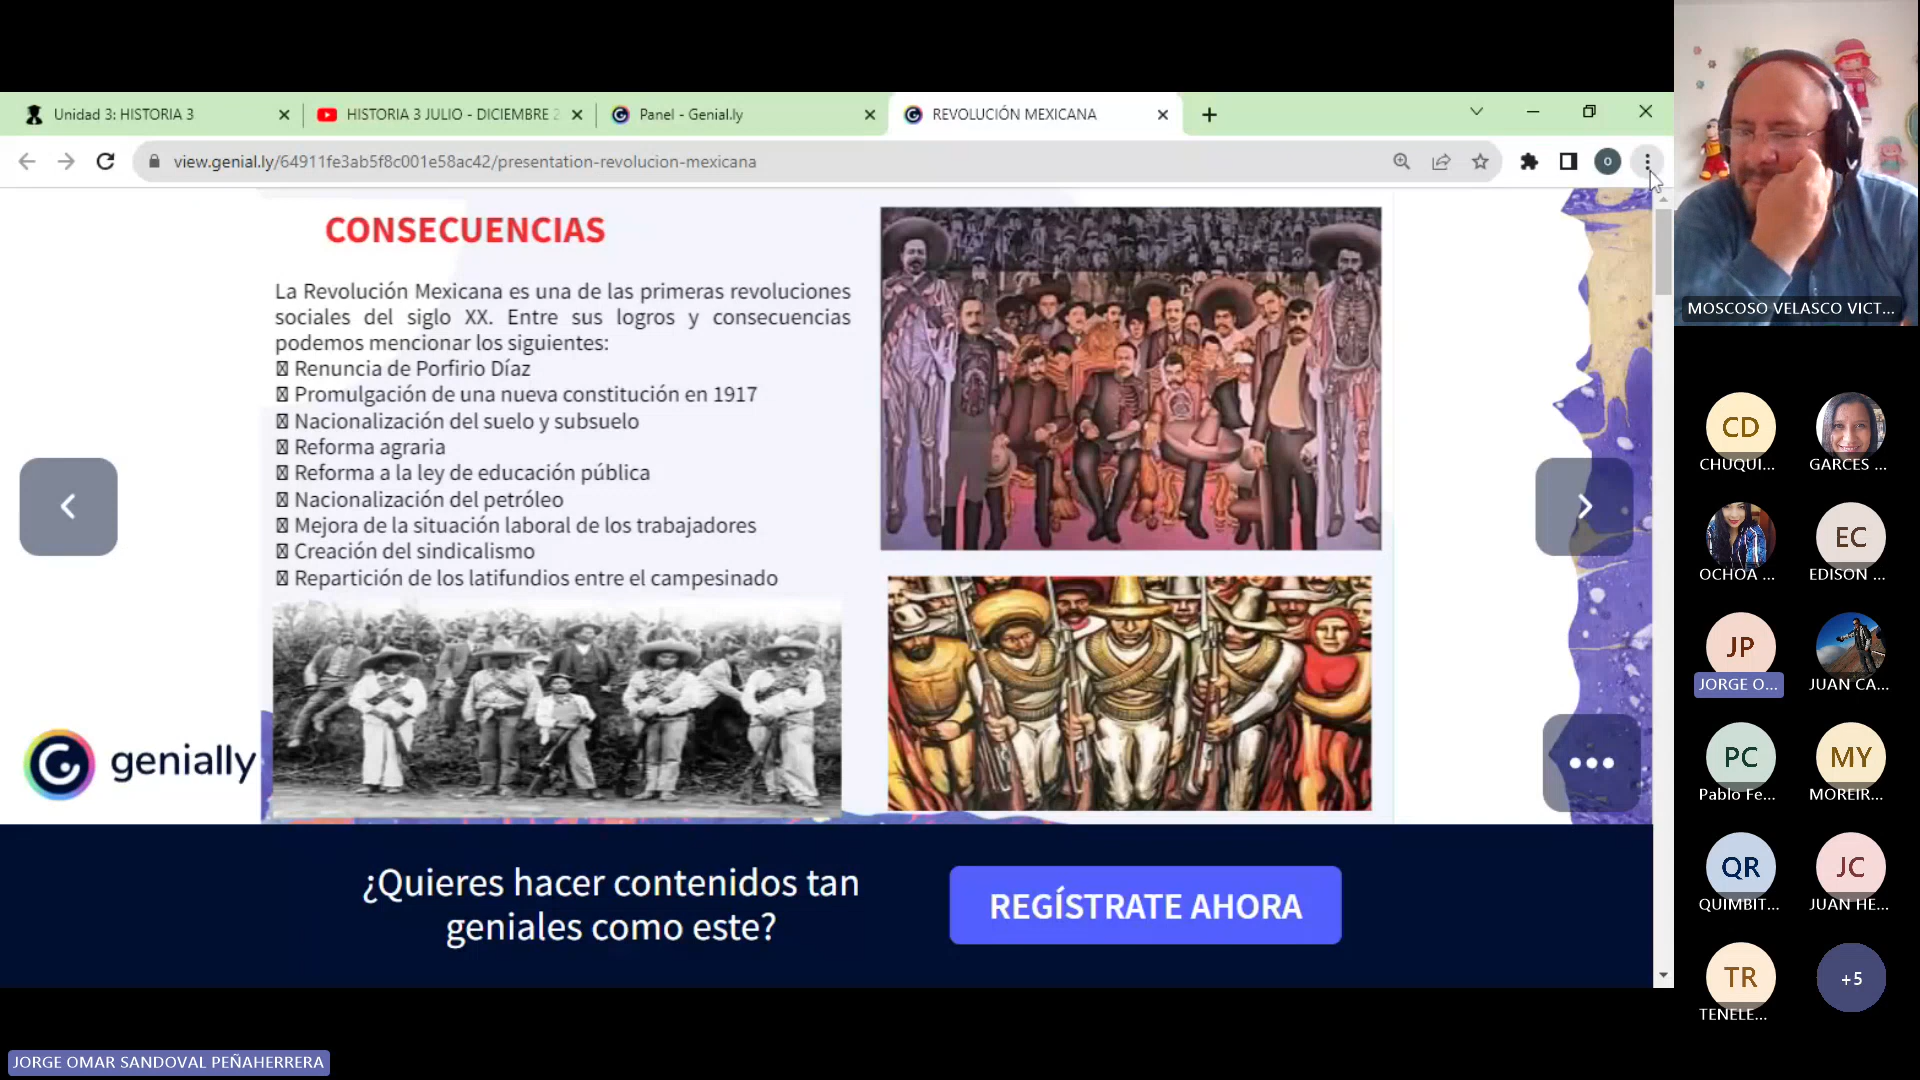 Unidad 3: HISTORIA 3
HISTORIA 3 JULIO - DICIEMBRE 2
Panel - Genial.ly
REVOLUCIÓN MEXICANA
view.genial.ly/64911fe3ab5f8c001e58ac42/presentation-revolucion-mexicana
O
CONSECUENCIAS
La Revolución Mexicana es una de las primeras revoluciones
sociales del siglo XX. Entre sus logros y consecuencias
podemos mencionar los siguientes:
Renuncia de Porfirio Díaz
Promulgación de una nueva constitución en 1917
Nacionalización del suelo y subsuelo
Reforma agraria
Reforma a la ley de educación pública
Nacionalización del petróleo
Mejora de la situación laboral de los trabajadores
Creación del sindicalismo
Repartición de los latifundios entre el campesinado
genially
¿Quieres hacer contenidos tan
geniales como este?
REGÍSTRATE AHORA
MOSCOSO VELASCO VICT...
CD
CHUQUI...
GARCES ...
OCHOA ...
EC
EDISON ...
JP
JORGE O...
JUAN CA...
PC
Pablo Fe...
MY
MOREIR...
QR
QUIMBIT...
JC
JUAN HE...
TR
TENELE...
+5
JORGE OMAR SANDOVAL PEÑAHERRERA